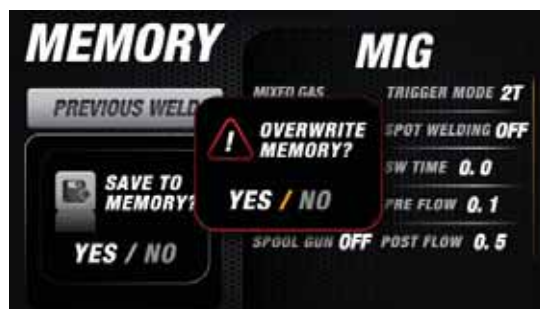 MEMORY
PREVIOUS WELD
SAVE TO
MEMORY?
YES / NO
MIG
MIXED GAS
TRIGGER MODE 2T
SPOT WELDING OFF
SW TIME 0.0
PRE FLOW 0.1
SPOOL GUN OFF POST FLOW 0.5
! OVERWRITE
MEMORY?
YES / NO